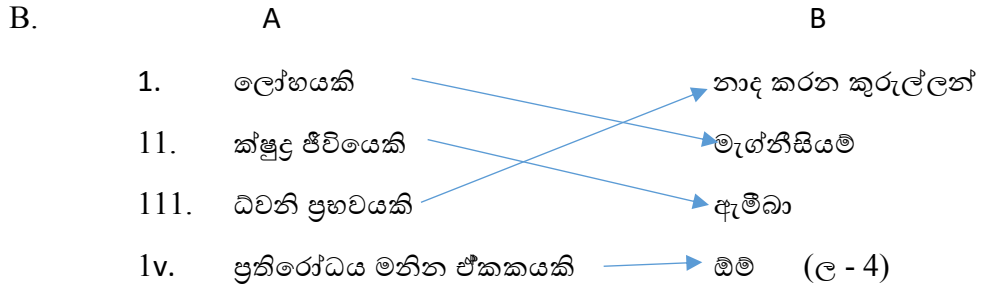 B. A B
1. ලෝහයකි නාද කරන කුරුල්ලන්
11. ක්ෂුද්‍ර ජීවියෙකි මැග්නීසියම්
111. ධ්වනි ප්‍රභවයකි ඇමීබා
1v. ප්‍රතිරෝධය මනින ඒකකයකි ඕම් (ල - 4)